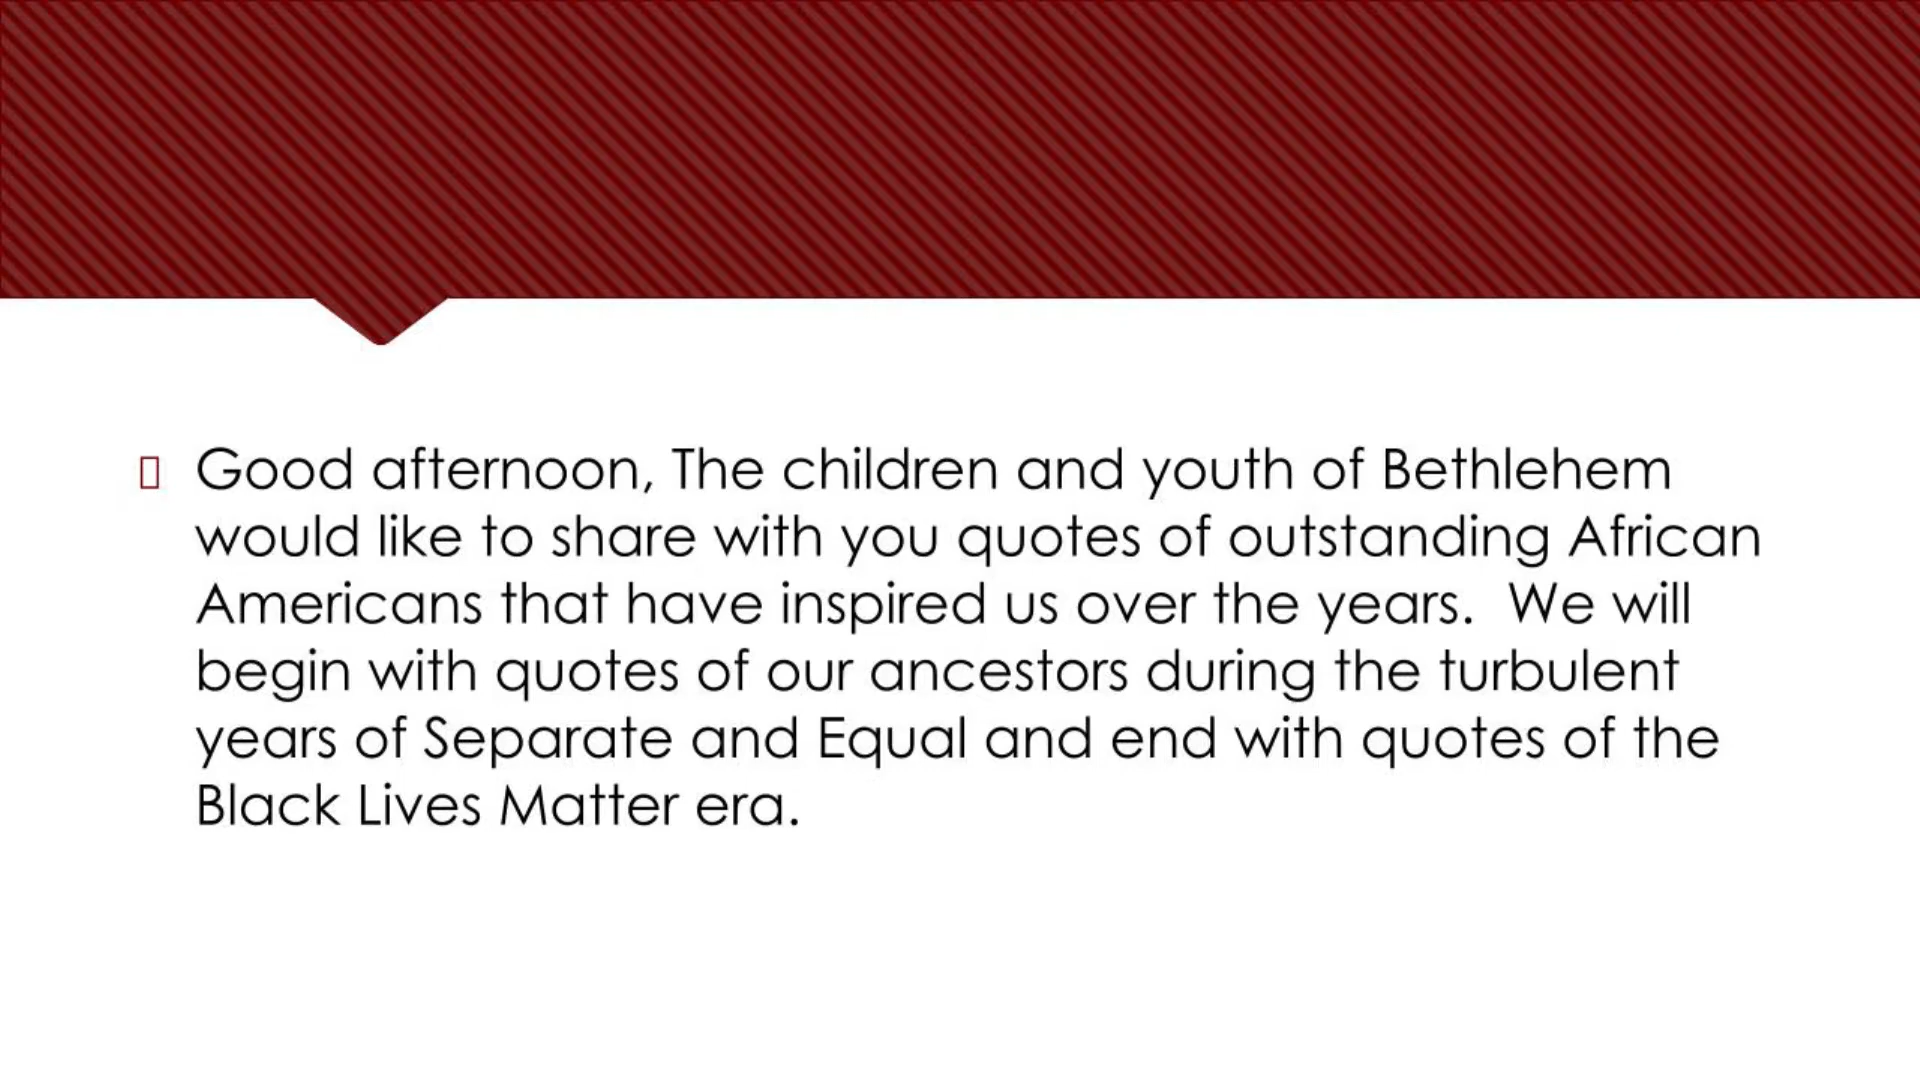 Good afternoon, The children and youth of Bethlehem
would like to share with you quotes of outstanding African
Americans that have inspired us over the years.  We will
begin with quotes of our ancestors during the turbulent
years of Separate and Equal and end with quotes of the
Black Lives Matter era.